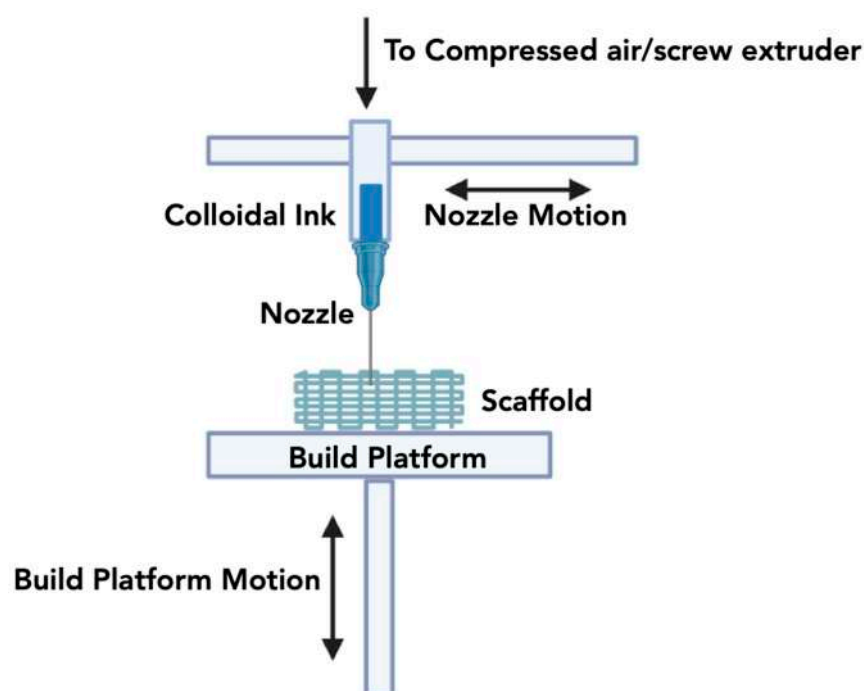 To Compressed air/screw extruder
Colloidal Ink
Nozzle Motion
Nozzle
Scaffold
Build Platform
Build Platform Motion